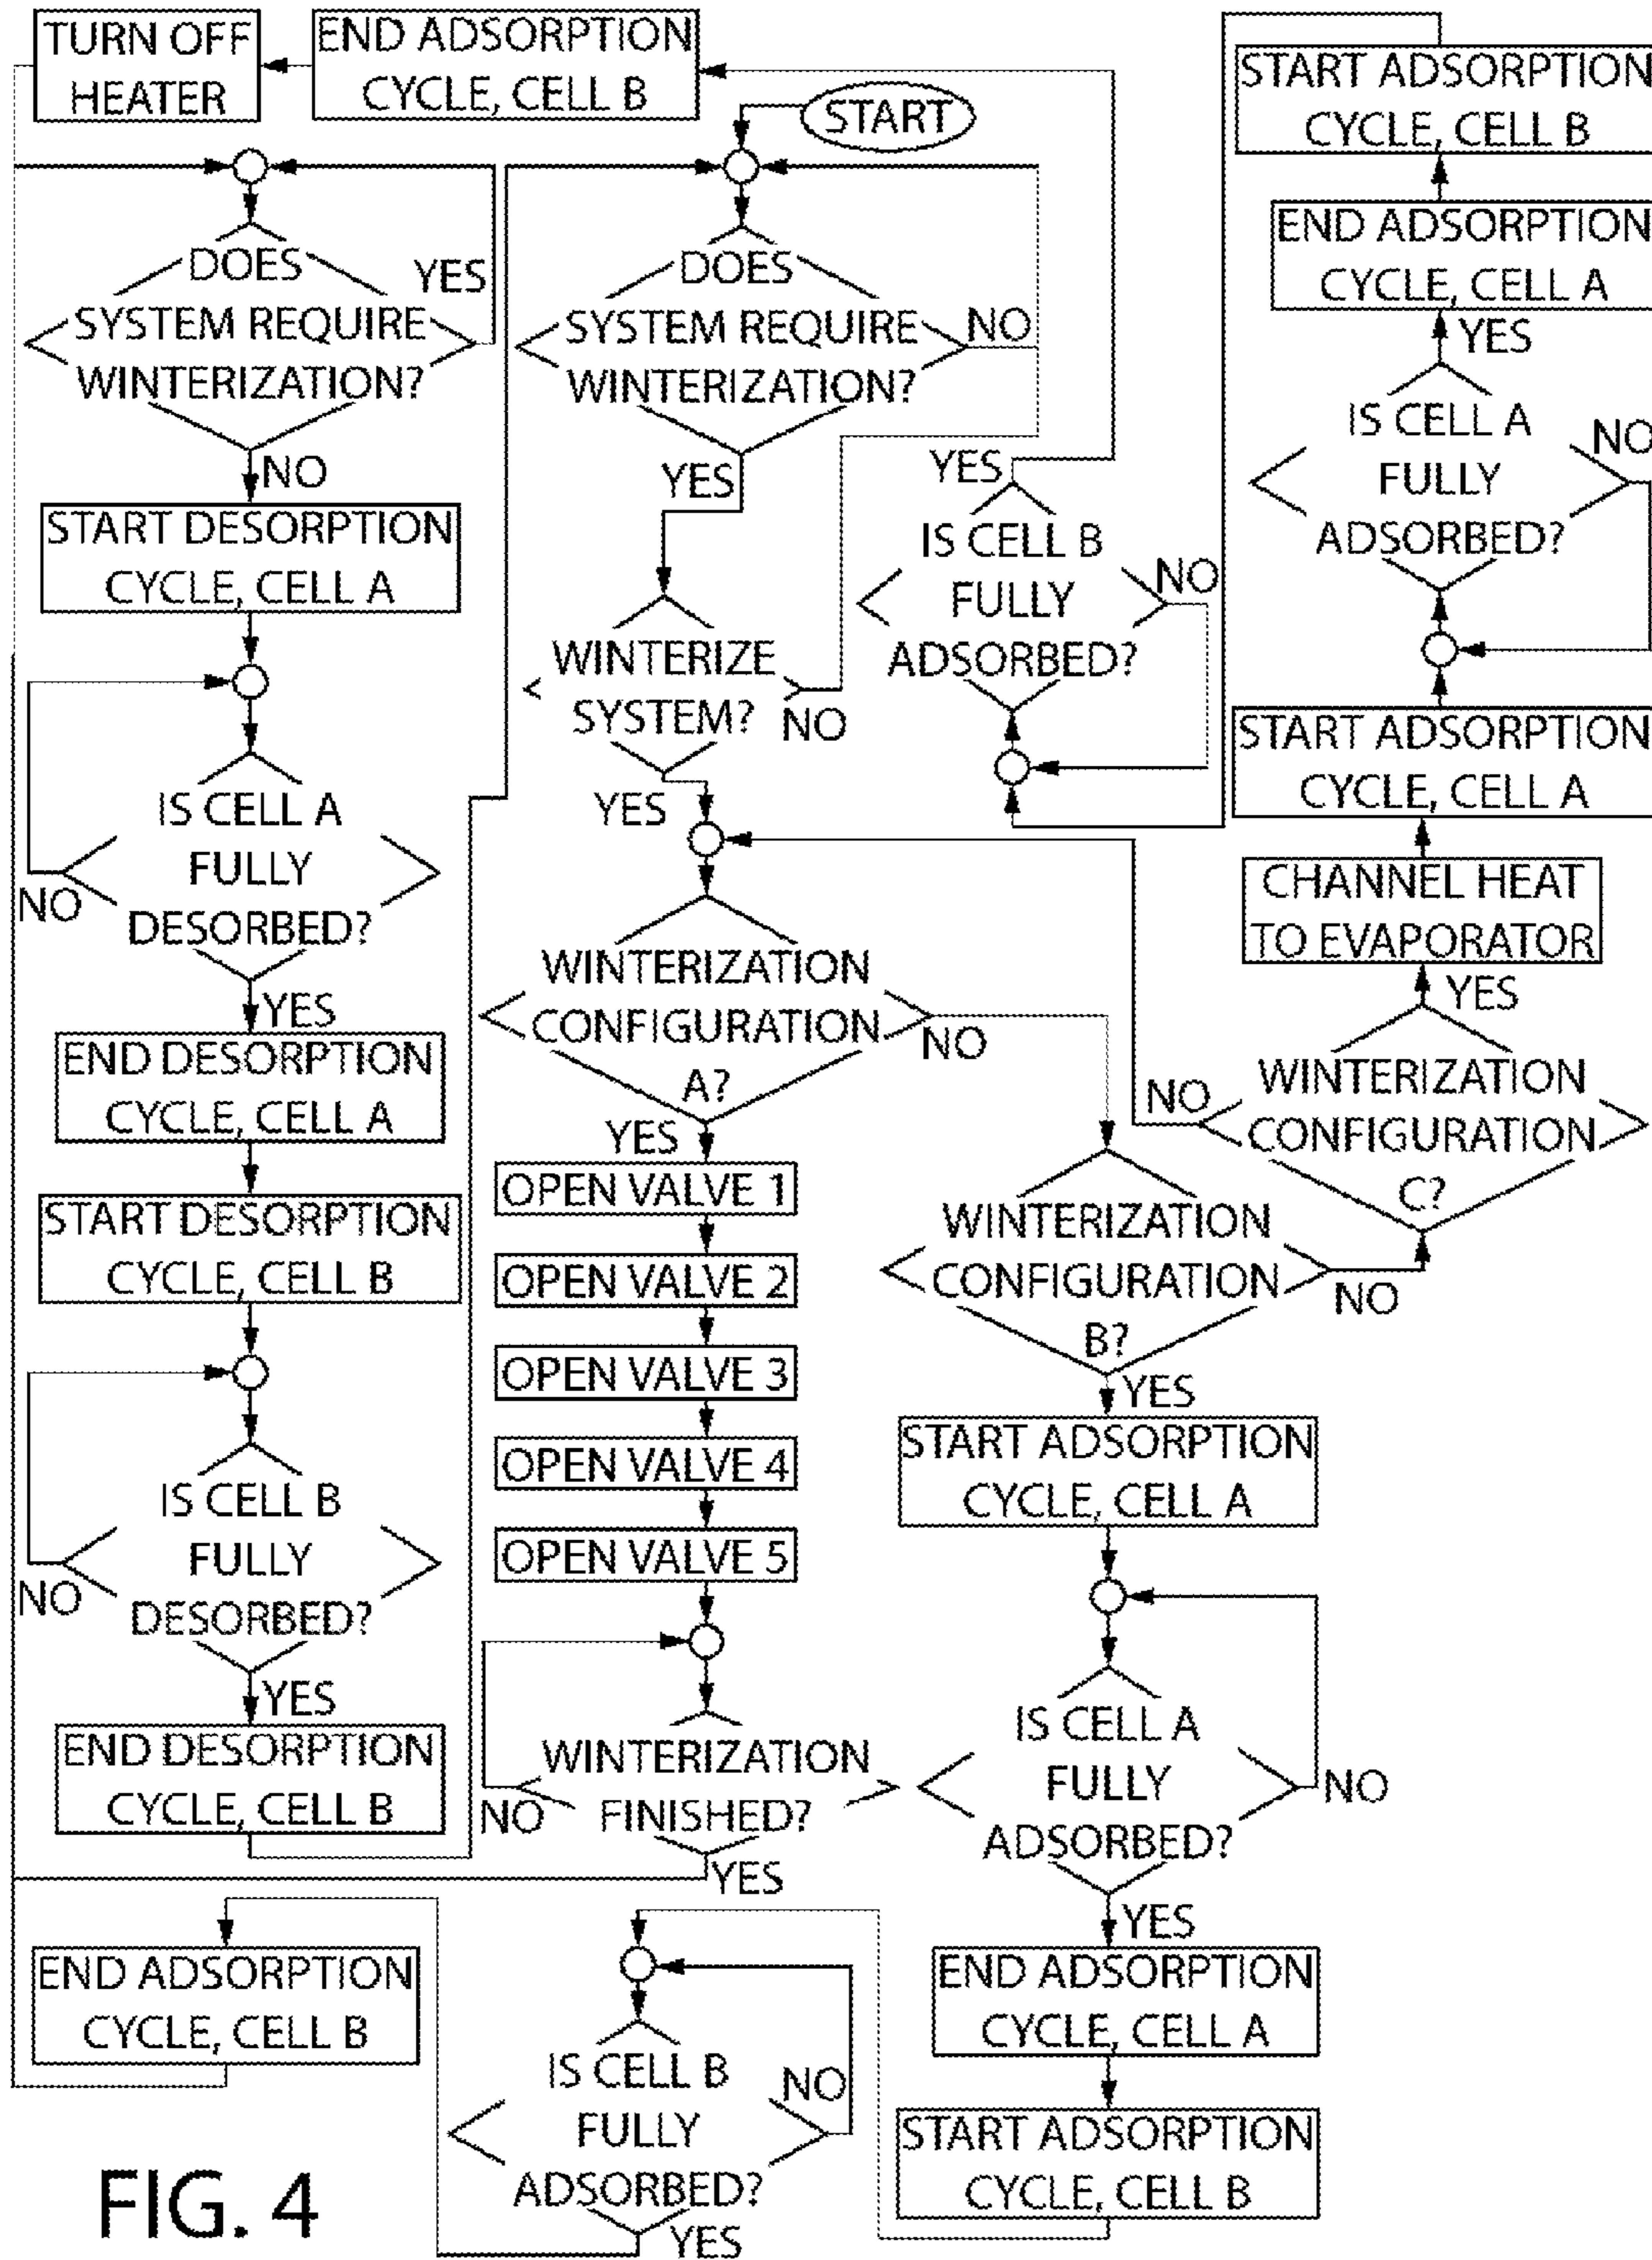 TURN OFF
HEATER
END ADSORPTION
CYCLE, CELL B
START
DOES
SYSTEM REQUIRE
WINTERIZATION?
YES
NO
START DESORPTION
CYCLE, CELL A
IS CELL A
FULLY
DESORBED?
NO
YES
END DESORPTION
CYCLE, CELL A
START DESORPTION
CYCLE, CELL B
IS CELL B
FULLY
DESORBED?
NO
YES
END DESORPTION
CYCLE, CELL B
DOES
SYSTEM REQUIRE
WINTERIZATION?
NO
YES
WINTERIZE
SYSTEM?
NO
YES
WINTERIZATION
CONFIGURATION
A?
NO
YES
OPEN VALVE 1
OPEN VALVE 2
OPEN VALVE 3
OPEN VALVE 4
OPEN VALVE 5
WINTERIZATION
FINISHED?
NO
YES
WINTERIZATION
CONFIGURATION
B?
NO
YES
START ADSORPTION
CYCLE, CELL A
IS CELL A
FULLY
ADSORBED?
NO
YES
END ADSORPTION
CYCLE, CELL A
START ADSORPTION
CYCLE, CELL B
IS CELL B
FULLY
ADSORBED?
NO
YES
END ADSORPTION
CYCLE, CELL B
WINTERIZATION
CONFIGURATION
C?
NO
YES
CHANNEL HEAT
TO EVAPORATOR
START ADSORPTION
CYCLE, CELL A
IS CELL A
FULLY
ADSORBED?
NO
YES
END ADSORPTION
CYCLE, CELL A
START ADSORPTION
CYCLE, CELL B
IS CELL B
FULLY
ADSORBED?
NO
YES
FIG. 4